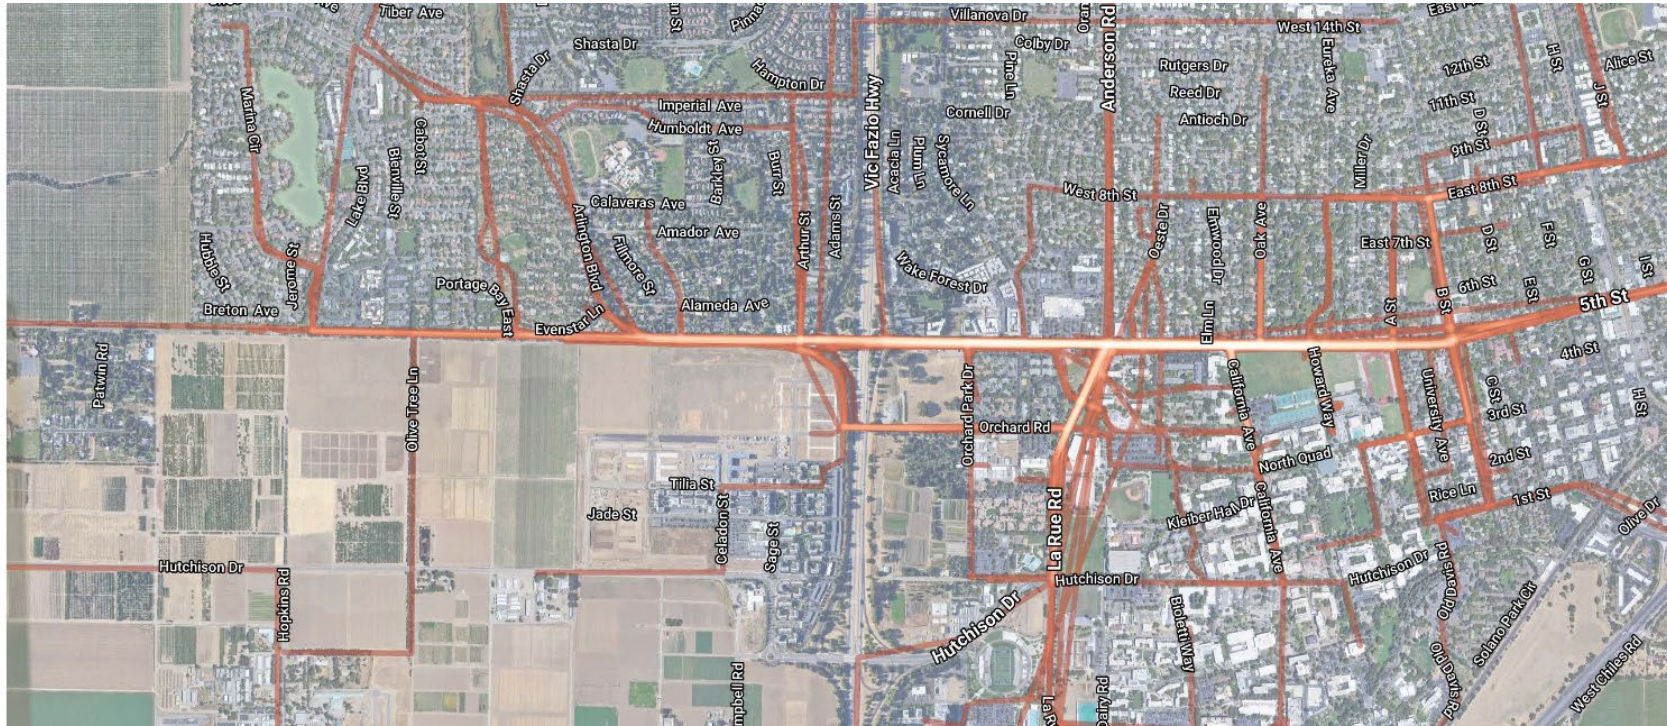 Tiber Ave
Ave
Villanova Dr
West 14th St
Shasta Dr
Colby Dr
Anderson Rd
Eureka Ave
H St
Rutgers Dr
12th St
Alice St
Shasta Dr
Hampton Dr
Vic Fazio Hwy
Pine Ln
Reed Dr
J St
Marina Cir
Imperial Ave
Cornell Dr
Antioch Dr
11th St
D St
Cabot St
Humboldt Ave
9th St
Miller Dr
Lake Blvd
Bienville St
Barkley St
Burr St
Acacia Ln
Plum Ln
Sycamore Ln
West 8th St
East 8th St
Calaveras Ave
Arlington Blvd
Fillmore St
Amador Ave
Arthur St
Adams St
Oeste Dr
Elmwood Dr
Oak Ave
East 7th St
D St
F St
G St
I St
Hubble St
Jerome St
Wake Forest Dr
6th St
E St
Portage Bay East
Alameda Ave
Breton Ave
Evenstar Ln
Elm Ln
A St
B St
5th St
Patwin Rd
Olive Tree Ln
Orchard Park Dr
California Ave
Howard Way
University Ave
4th St
C St
3rd St
H St
Orchard Rd
North Quad
2nd St
Tilia St
Rice Ln
1st St
Jade St
Celadon St
Sage St
La Rue Rd
Kleiber Hall Dr
California Ave
Olive Dr
Hutchison Dr
Hutchison Dr
Hutchison Dr
Old Davis Rd
Hopkins Rd
Hutchison Dr
Bioletti Way
Solano Park Cir
Old Davis Rd
West Chiles Rd
Dairy Rd